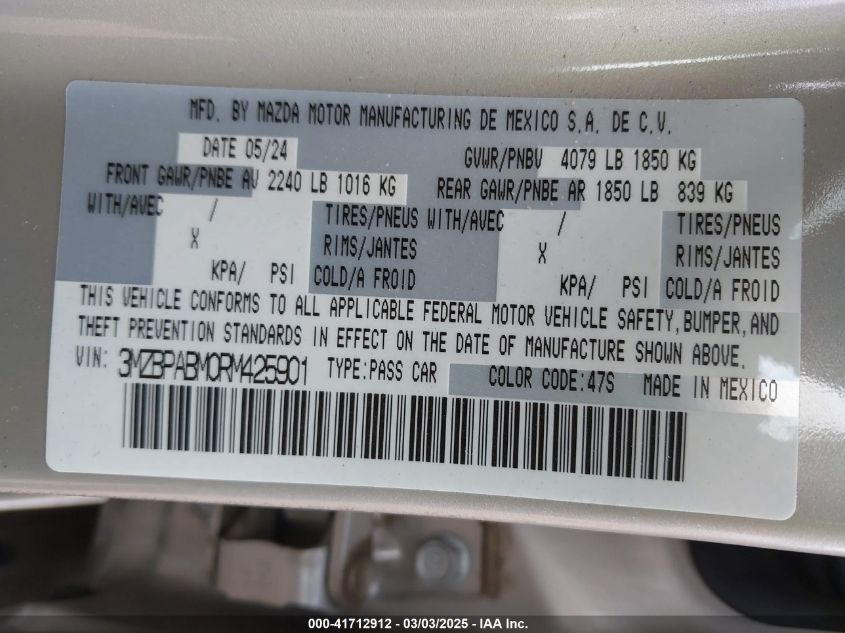 MFD. BY MAZDA MOTOR MANUFACTURING DE MEXICO S.A. DE C.V.
DATE 05/24 GVWR/PNBV 4079 LB 1850 KG
FRONT GAWR/PNBE AV 2240 LB 1016 KG REAR GAWR/PNBE AR 1850 LB 839 KG
WITH/AVEC / TIRES/PNEUS WITH/AVEC / TIRES/PNEUS
X RIMS/JANTES X RIMS/JANTES
KPA/ PSI COLD/A FROID KPA/ PSI COLD/A FROID
THIS VEHICLE CONFORMS TO ALL APPLICABLE FEDERAL MOTOR VEHICLE SAFETY, BUMPER, AND
THEFT PREVENTION STANDARDS IN EFFECT ON THE DATE OF MANUFACTURE SHOWN ABOVE.
VIN: 3MZBPABM0RM425901 TYPE:PASS CAR COLOR CODE:47S MADE IN MEXICO
000-41712912 - 03/03/2025 - IAAI.COM